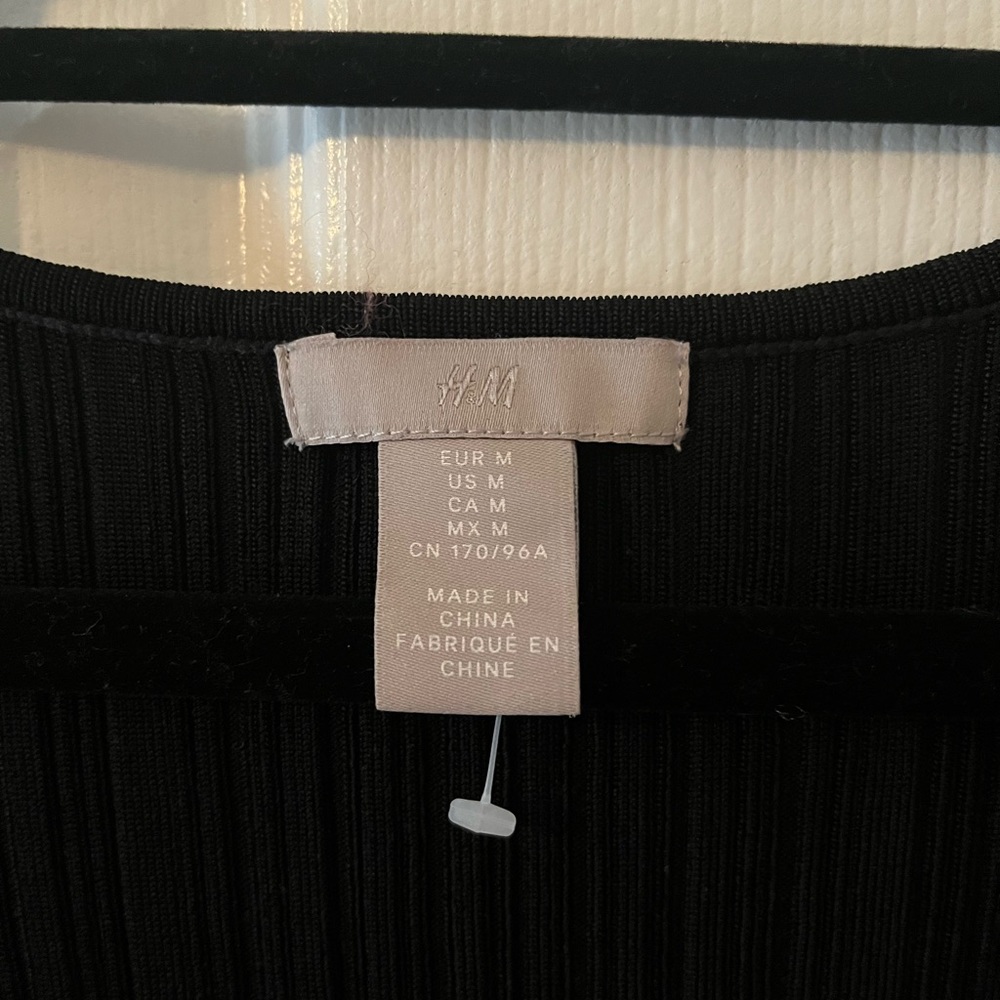 H&M
EUR M
US M
CA M
MX M
CN 170/96A
MADE IN
CHINA
FABRIQUÉ EN
CHINE